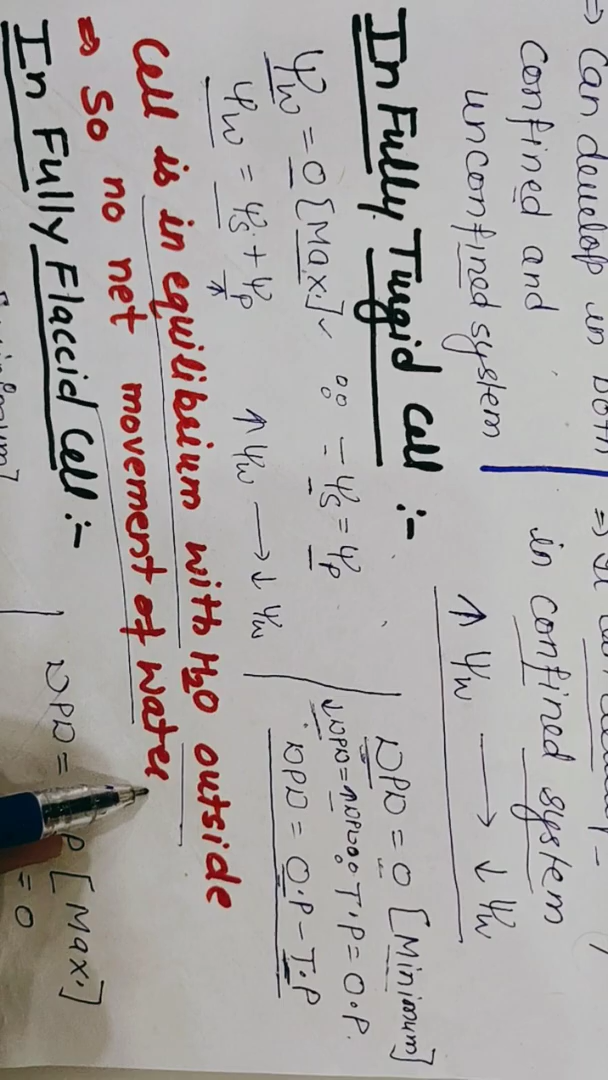 ⇒ Can develop in both
confined and
unconfined system
in confined system
↑ Ψw ⟶ ↓ Ψw
In Fully Turgid cell :-
Ψw = 0 [Max.] ✓ ∴ - Ψs = Ψp
Ψw = Ψs + Ψp ↑ Ψw ⟶ ↓ Ψw
DPD = 0 [Minimum]
T.P = O.P.
DPD = O.P - T.P
Cell is in equilibrium with H2O outside
⇒ So no net movement of water
In Fully Flaccid Cell :-
DPD = P [Max.]
= 0